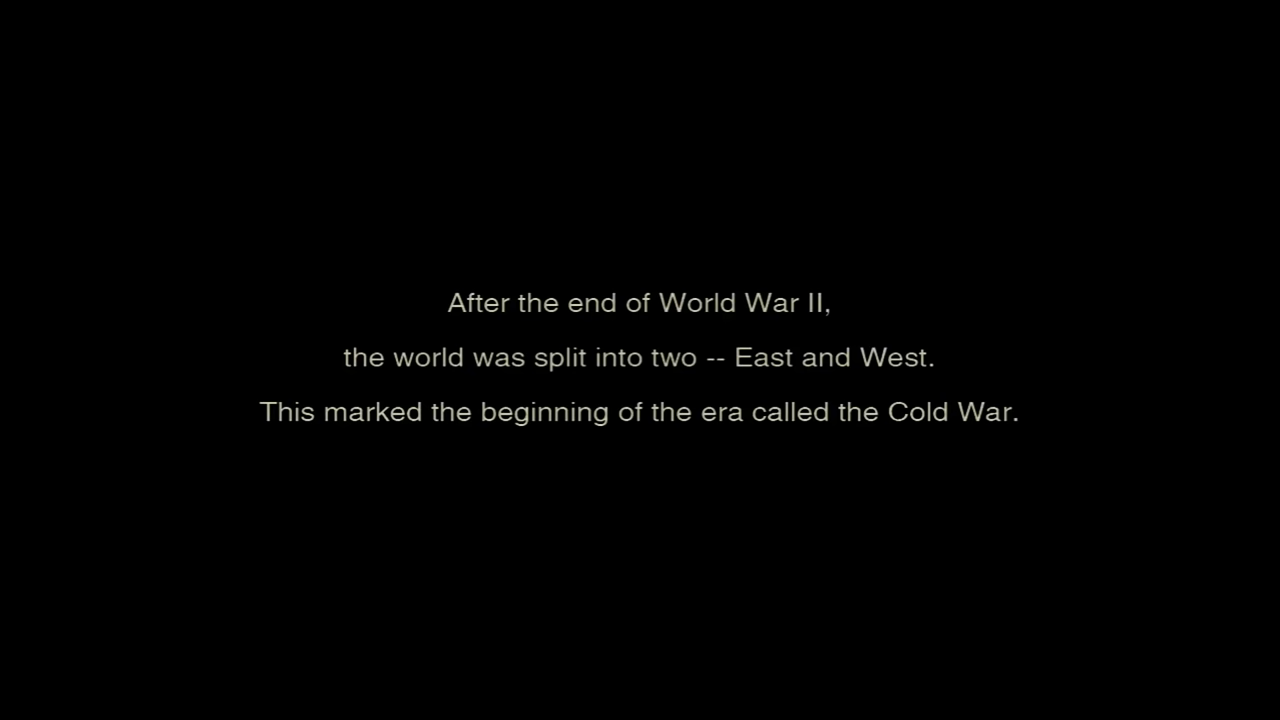 After the end of World War II,
the world was split into two -- East and West.
This marked the beginning of the era called the Cold War.